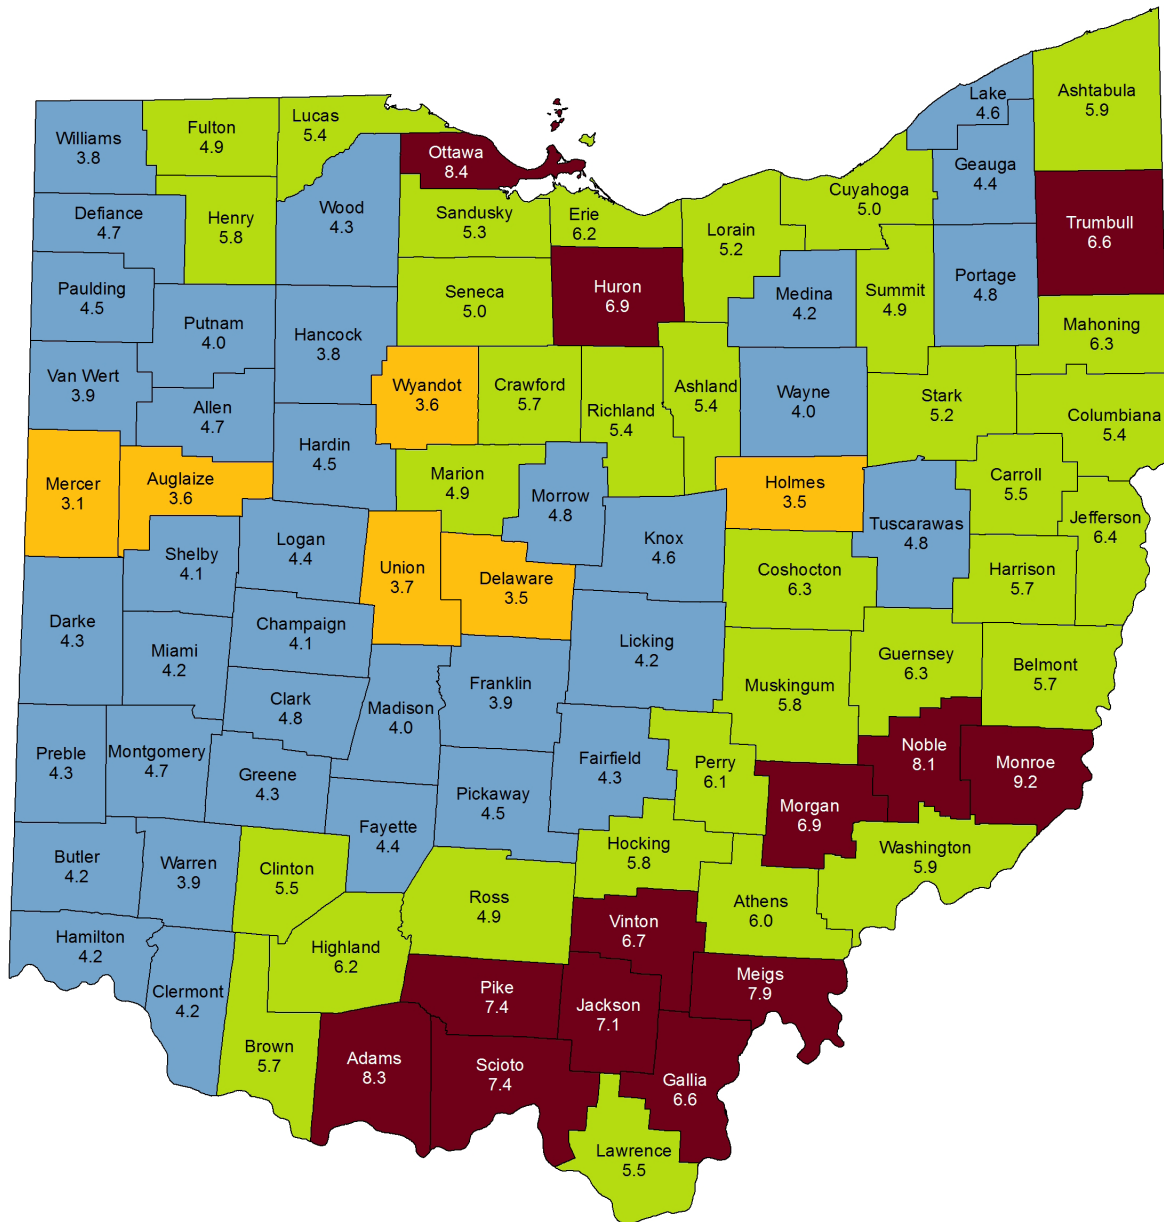 Lake
4.6
Ashtabula
5.9
Lucas
5.4
Fulton
4.9
Williams
3.8
Ottawa
8.4
Geauga
4.4
Cuyahoga
5.0
Wood
4.3
Defiance
4.7
Henry
5.8
Sandusky
5.3
Erie
6.2
Lorain
5.2
Trumbull
6.6
Paulding
4.5
Seneca
5.0
Huron
6.9
Medina
4.2
Summit
4.9
Portage
4.8
Putnam
4.0
Hancock
3.8
Mahoning
6.3
Van Wert
3.9
Wyandot
3.6
Crawford
5.7
Richland
5.4
Ashland
5.4
Wayne
4.0
Stark
5.2
Columbiana
5.4
Allen
4.7
Hardin
4.5
Mercer
3.1
Auglaize
3.6
Marion
4.9
Morrow
4.8
Holmes
3.5
Carroll
5.5
Tuscarawas
4.8
Jefferson
6.4
Shelby
4.1
Logan
4.4
Union
3.7
Delaware
3.5
Knox
4.6
Coshocton
6.3
Harrison
5.7
Darke
4.3
Champaign
4.1
Miami
4.2
Licking
4.2
Guernsey
6.3
Belmont
5.7
Clark
4.8
Madison
4.0
Franklin
3.9
Muskingum
5.8
Preble
4.3
Montgomery
4.7
Greene
4.3
Pickaway
4.5
Fairfield
4.3
Perry
6.1
Noble
8.1
Monroe
9.2
Morgan
6.9
Fayette
4.4
Butler
4.2
Warren
3.9
Clinton
5.5
Hocking
5.8
Washington
5.9
Ross
4.9
Athens
6.0
Hamilton
4.2
Highland
6.2
Vinton
6.7
Clermont
4.2
Pike
7.4
Jackson
7.1
Meigs
7.9
Brown
5.7
Adams
8.3
Scioto
7.4
Gallia
6.6
Lawrence
5.5